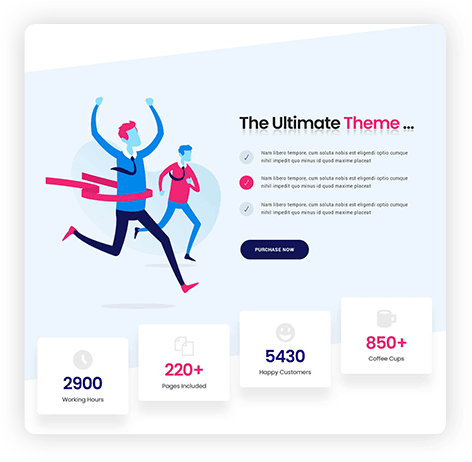 The Ultimate Theme ...
Nam libero tempore, cum soluta nobis est eligendi optio cumque
nihil impedit quo minus id quod maxime placeat
Nam libero tempore, cum soluta nobis est eligendi optio cumque
nihil impedit quo minus id quod maxime placeat
Nam libero tempore, cum soluta nobis est eligendi optio cumque
nihil impedit quo minus id quod maxime placeat
PURCHASE NOW
850+
Coffee Cups
5430
Happy Customers
220+
Pages Included
2900
Working Hours